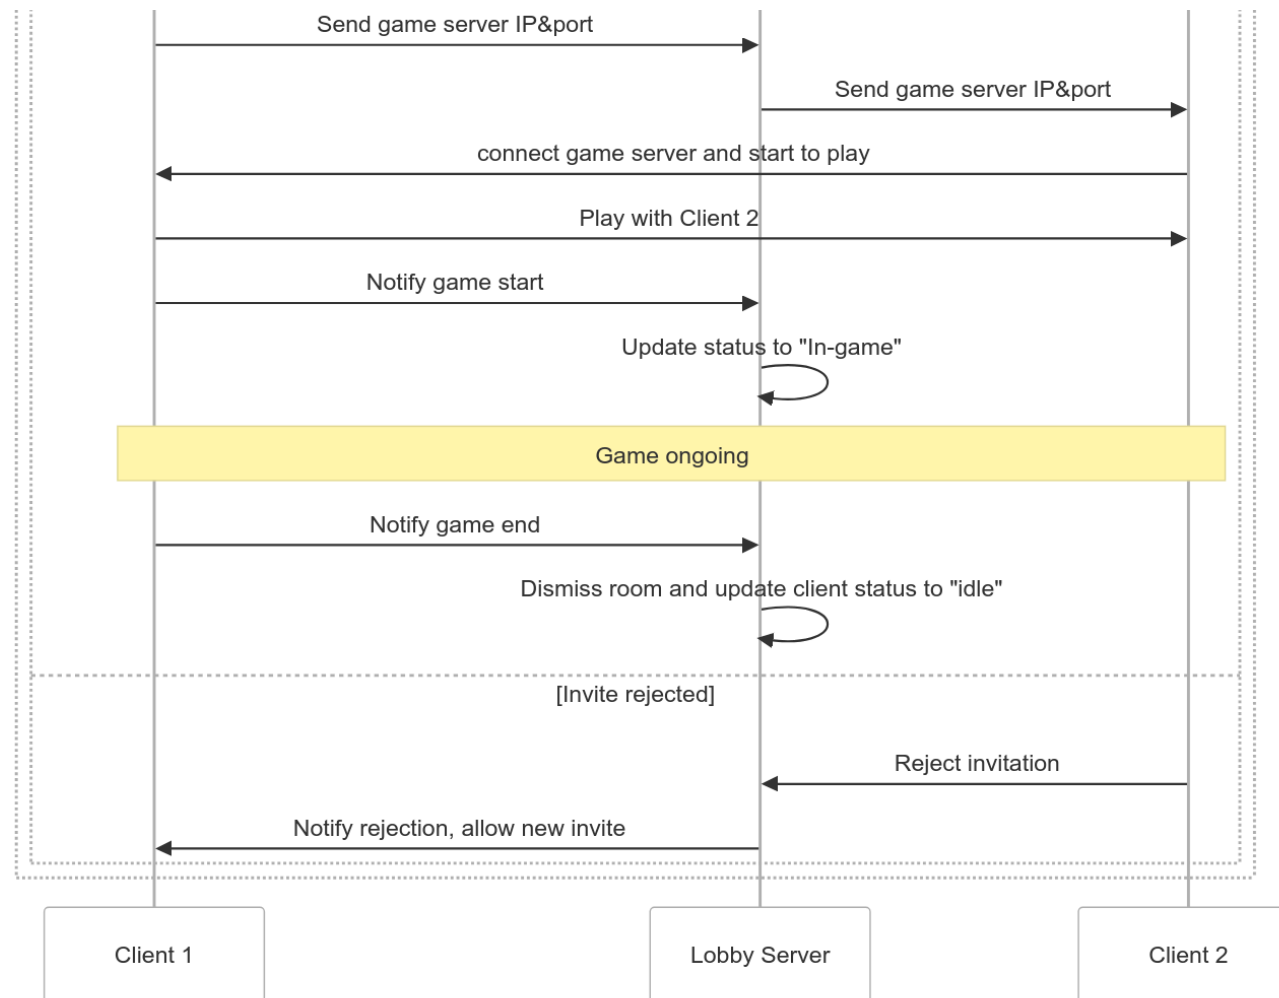 Send game server IP&port
Send game server IP&port
connect game server and start to play
Play with Client 2
Notify game start
Update status to "In-game"
Game ongoing
Notify game end
Dismiss room and update client status to "idle"
[Invite rejected]
Reject invitation
Notify rejection, allow new invite
Client 1
Lobby Server
Client 2